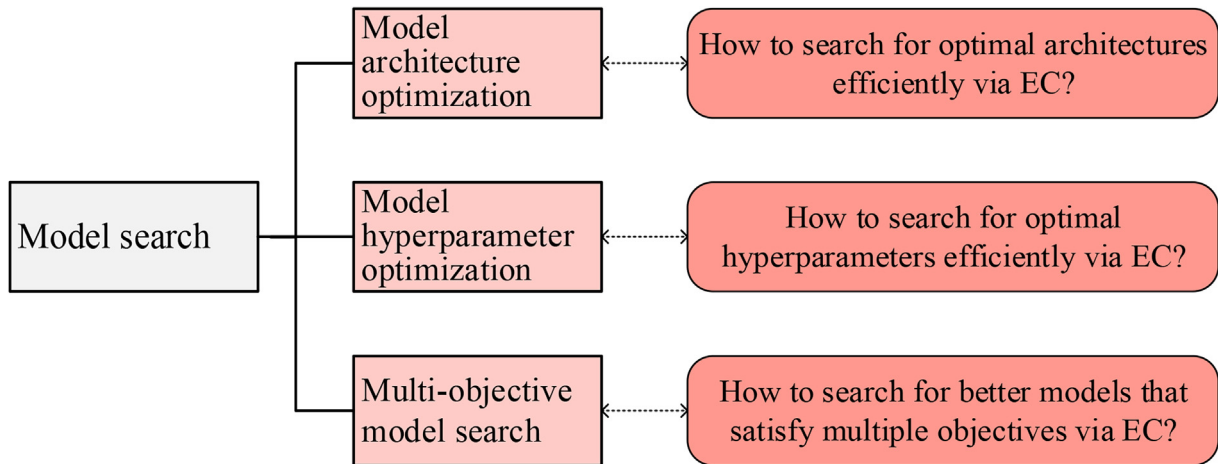 Model
architecture
optimization
How to search for optimal architectures
efficiently via EC?
Model search
Model
hyperparameter
optimization
How to search for optimal
hyperparameters efficiently via EC?
Multi-objective
model search
How to search for better models that
satisfy multiple objectives via EC?